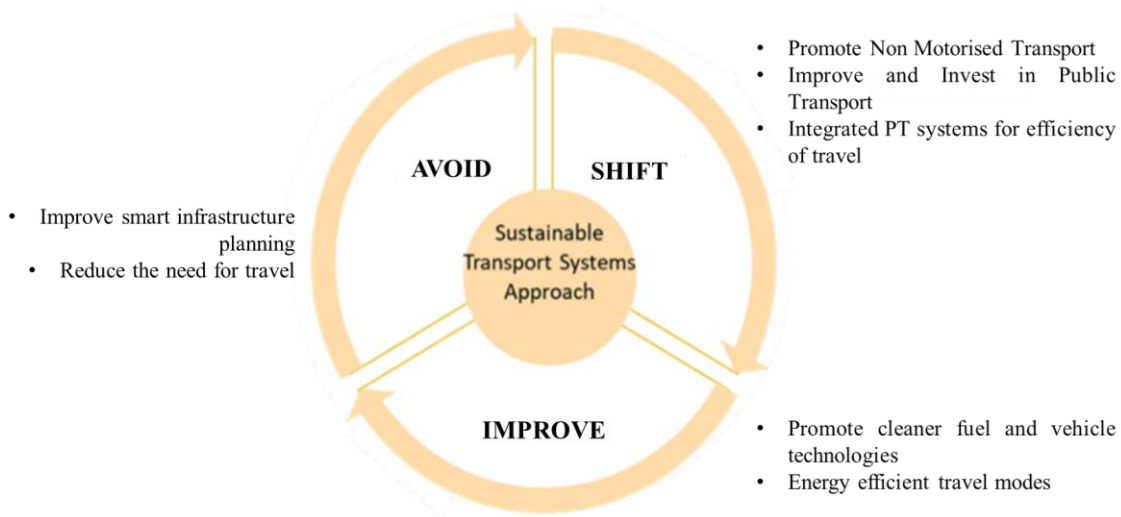 • Promote Non Motorised Transport
• Improve and Invest in Public
Transport
• Integrated PT systems for efficiency
of travel
AVOID
SHIFT
• Improve smart infrastructure
planning
• Reduce the need for travel
Sustainable
Transport Systems
Approach
IMPROVE
• Promote cleaner fuel and vehicle
technologies
• Energy efficient travel modes